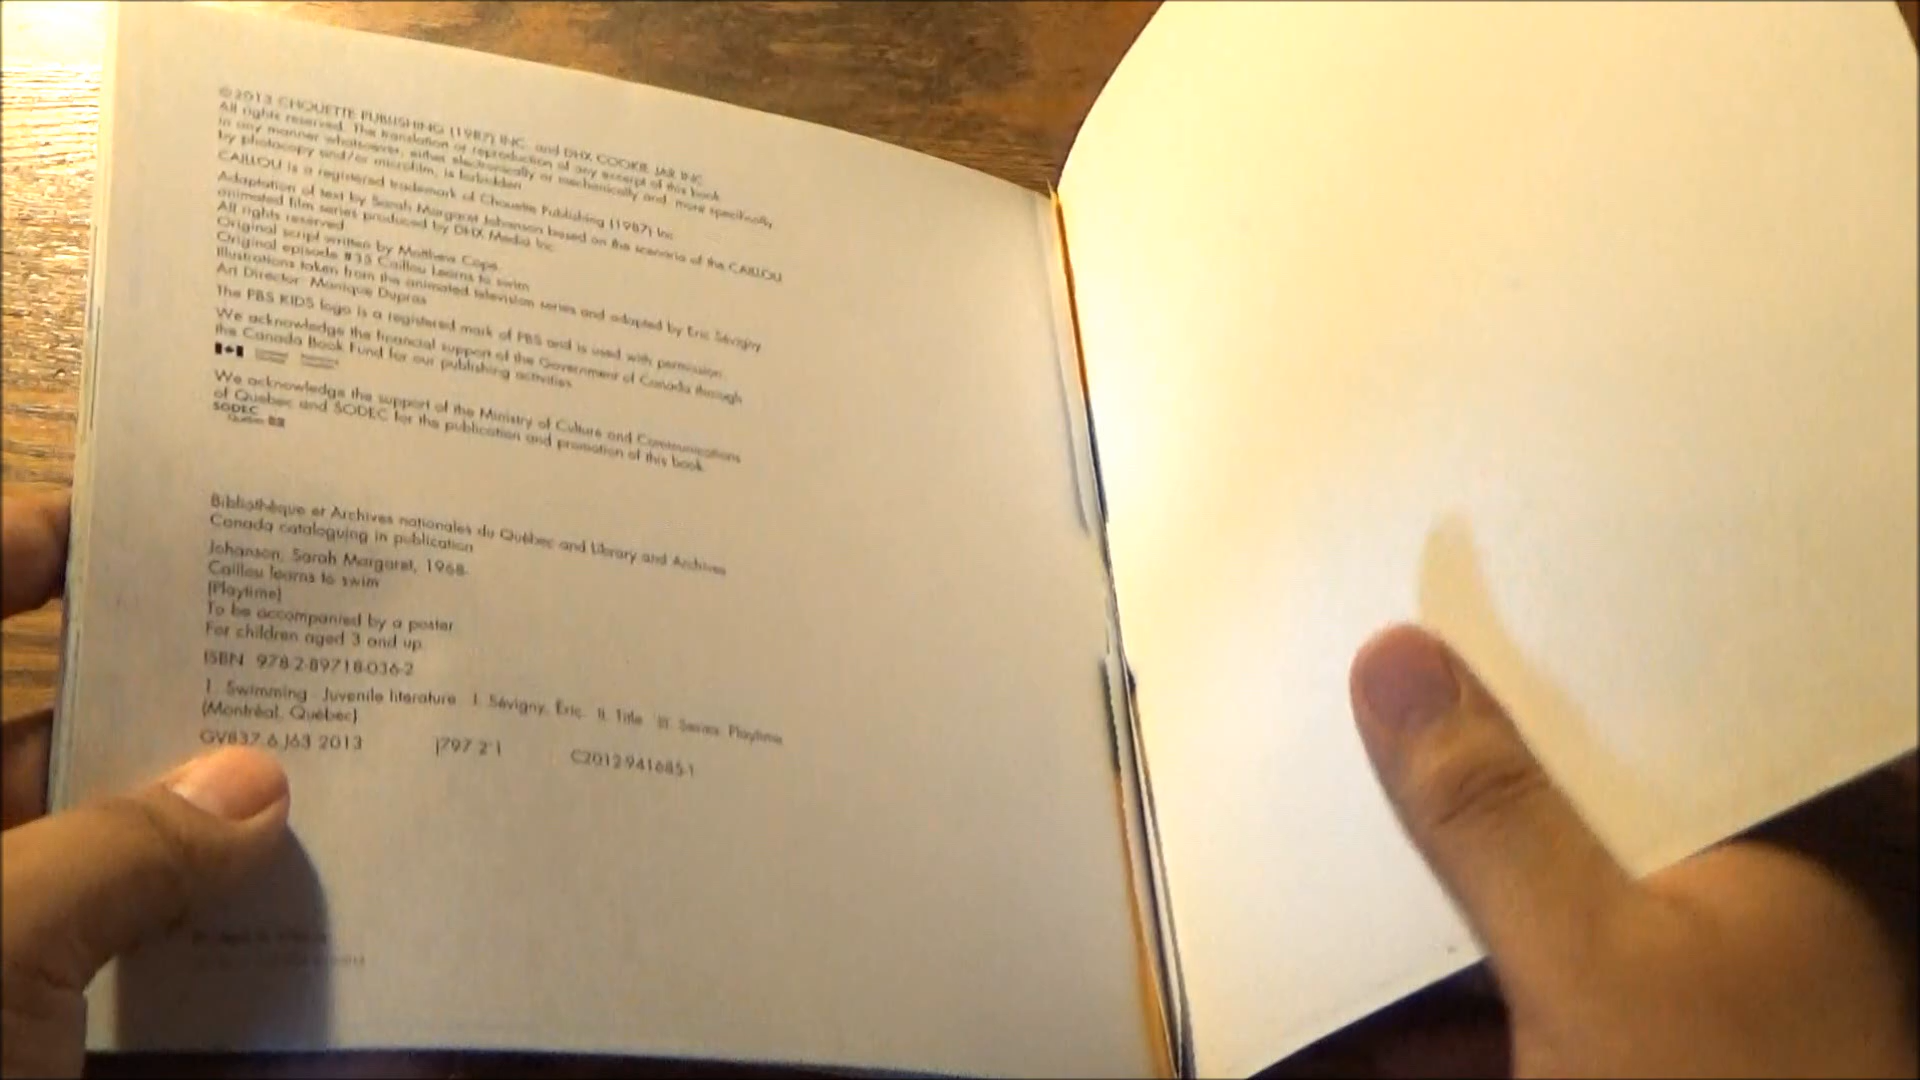 ©2013 CHOUETTE PUBLISHING (1987) INC. and DHX COOKIE JAR INC.
All rights reserved. The translation or reproduction of any excerpt of this book
in any manner whatsoever, either electronically or mechanically and, more specifically,
by photocopy and/or microfilm, is forbidden.
CAILLOU is a registered trademark of Chouette Publishing (1987) Inc.
Adaptation of text by Sarah Margaret Johanson based on the scenario of the CAILLOU
animated film series produced by DHX Media Inc.
All rights reserved.
Original script written by Matthew Cope.
Original episode #35 Caillou learns to swim
Illustrations taken from the animated television series and adapted by Eric Sévigny
Art Director: Monique Dupras
The PBS KIDS logo is a registered mark of PBS and is used with permission.
We acknowledge the financial support of the Government of Canada through
the Canada Book Fund for our publishing activities.
We acknowledge the support of the Ministry of Culture and Communications
of Quebec and SODEC for the publication and promotion of this book.
SODEC
Québec
Bibliothèque et Archives nationales du Québec and Library and Archives
Canada cataloguing in publication
Johanson, Sarah Margaret, 1968-
Caillou learns to swim
(Playtime)
To be accompanied by a poster.
For children aged 3 and up.
ISBN 978-2-89718-036-2
1. Swimming - Juvenile literature. I. Sévigny, Éric. II. Title. III. Series: Playtime
(Montréal, Québec).
GV837.6.J63 2013 j797.2'1 C2012-941685-1